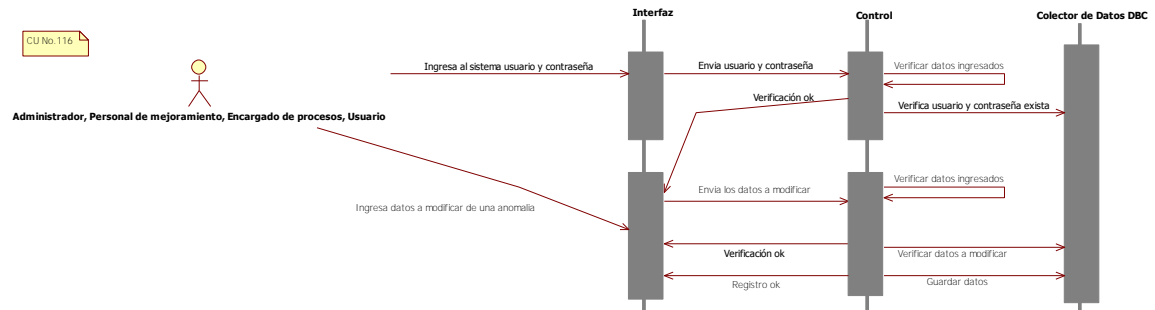 Interfaz
Control
Colector de Datos DBC
CU No.116
Ingresa al sistema usuario y contraseña
Envia usuario y contraseña
Verificar datos ingresados
Verificación ok
Verifica usuario y contraseña exista
Administrador, Personal de mejoramiento, Encargado de procesos, Usuario
Verificar datos ingresados
Envia los datos a modificar
Ingresa datos a modificar de una anomalia
Verificación ok
Verificar datos a modificar
Registro ok
Guardar datos